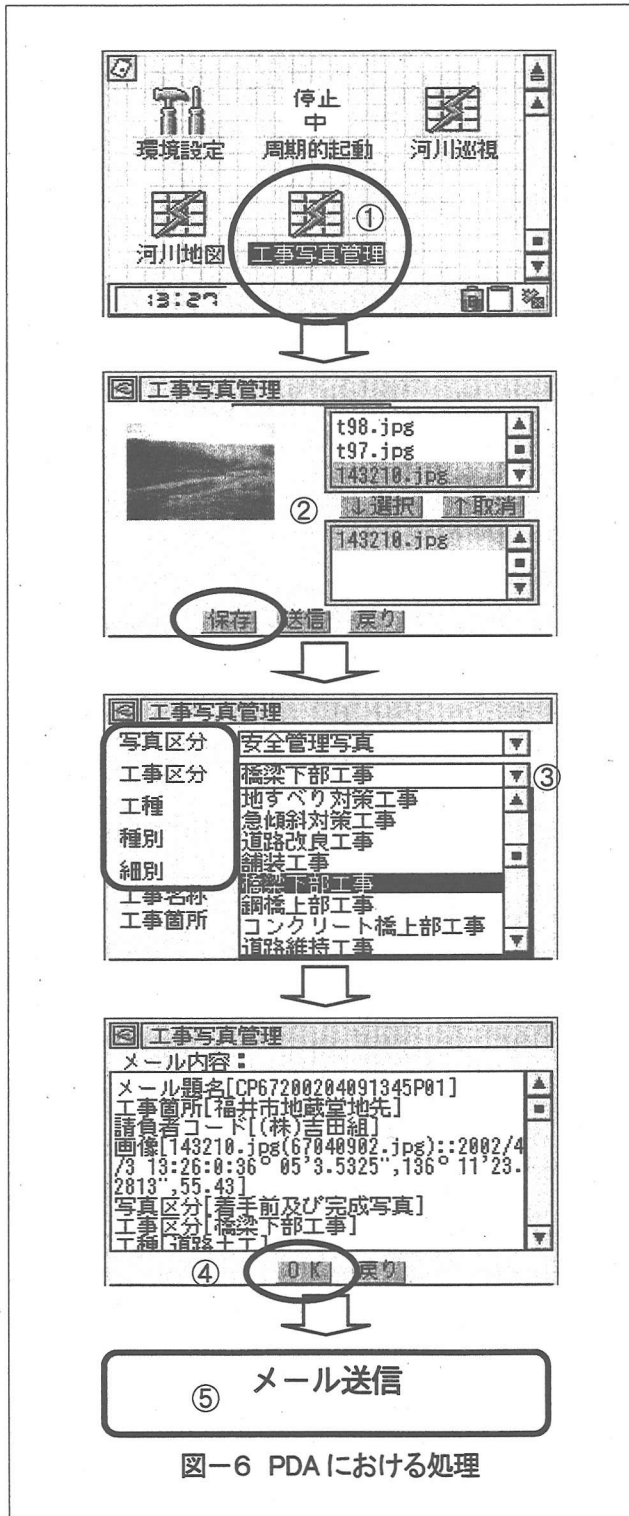 停止
中
環境設定 周期的起動 河川巡視
河川地図 工事写真管理 ①
13:27
工事写真管理
t98.jpg
t97.jpg
143210.jpg
② ↓選択 ↑取消
143210.jpg
保存 送信 戻り
工事写真管理
写真区分 安全管理写真
工事区分 橋梁下部工事 ③
工種 地すべり対策工事
急傾斜対策工事
種別 道路改良工事
舗装工事
細別 橋梁下部工事
工事名称 鋼橋上部工事
工事箇所 コンクリート橋上部工事
道路維持工事
工事写真管理
メール内容:
メール題名[CP67200204091345P01]
工事箇所[福井市地蔵堂地先]
請負者コード[(株)吉田組]
画像[143210.jpg(67040902.jpg)::2002/4
/3 13:26:0:36° 05'3.5325",136° 11'23.
2813",55.43]
写真区分[着手前及び完成写真]
工事区分[橋梁下部工事]
工種[道路土工]
④ OK 戻り
⑤ メール送信
図-6 PDAにおける処理